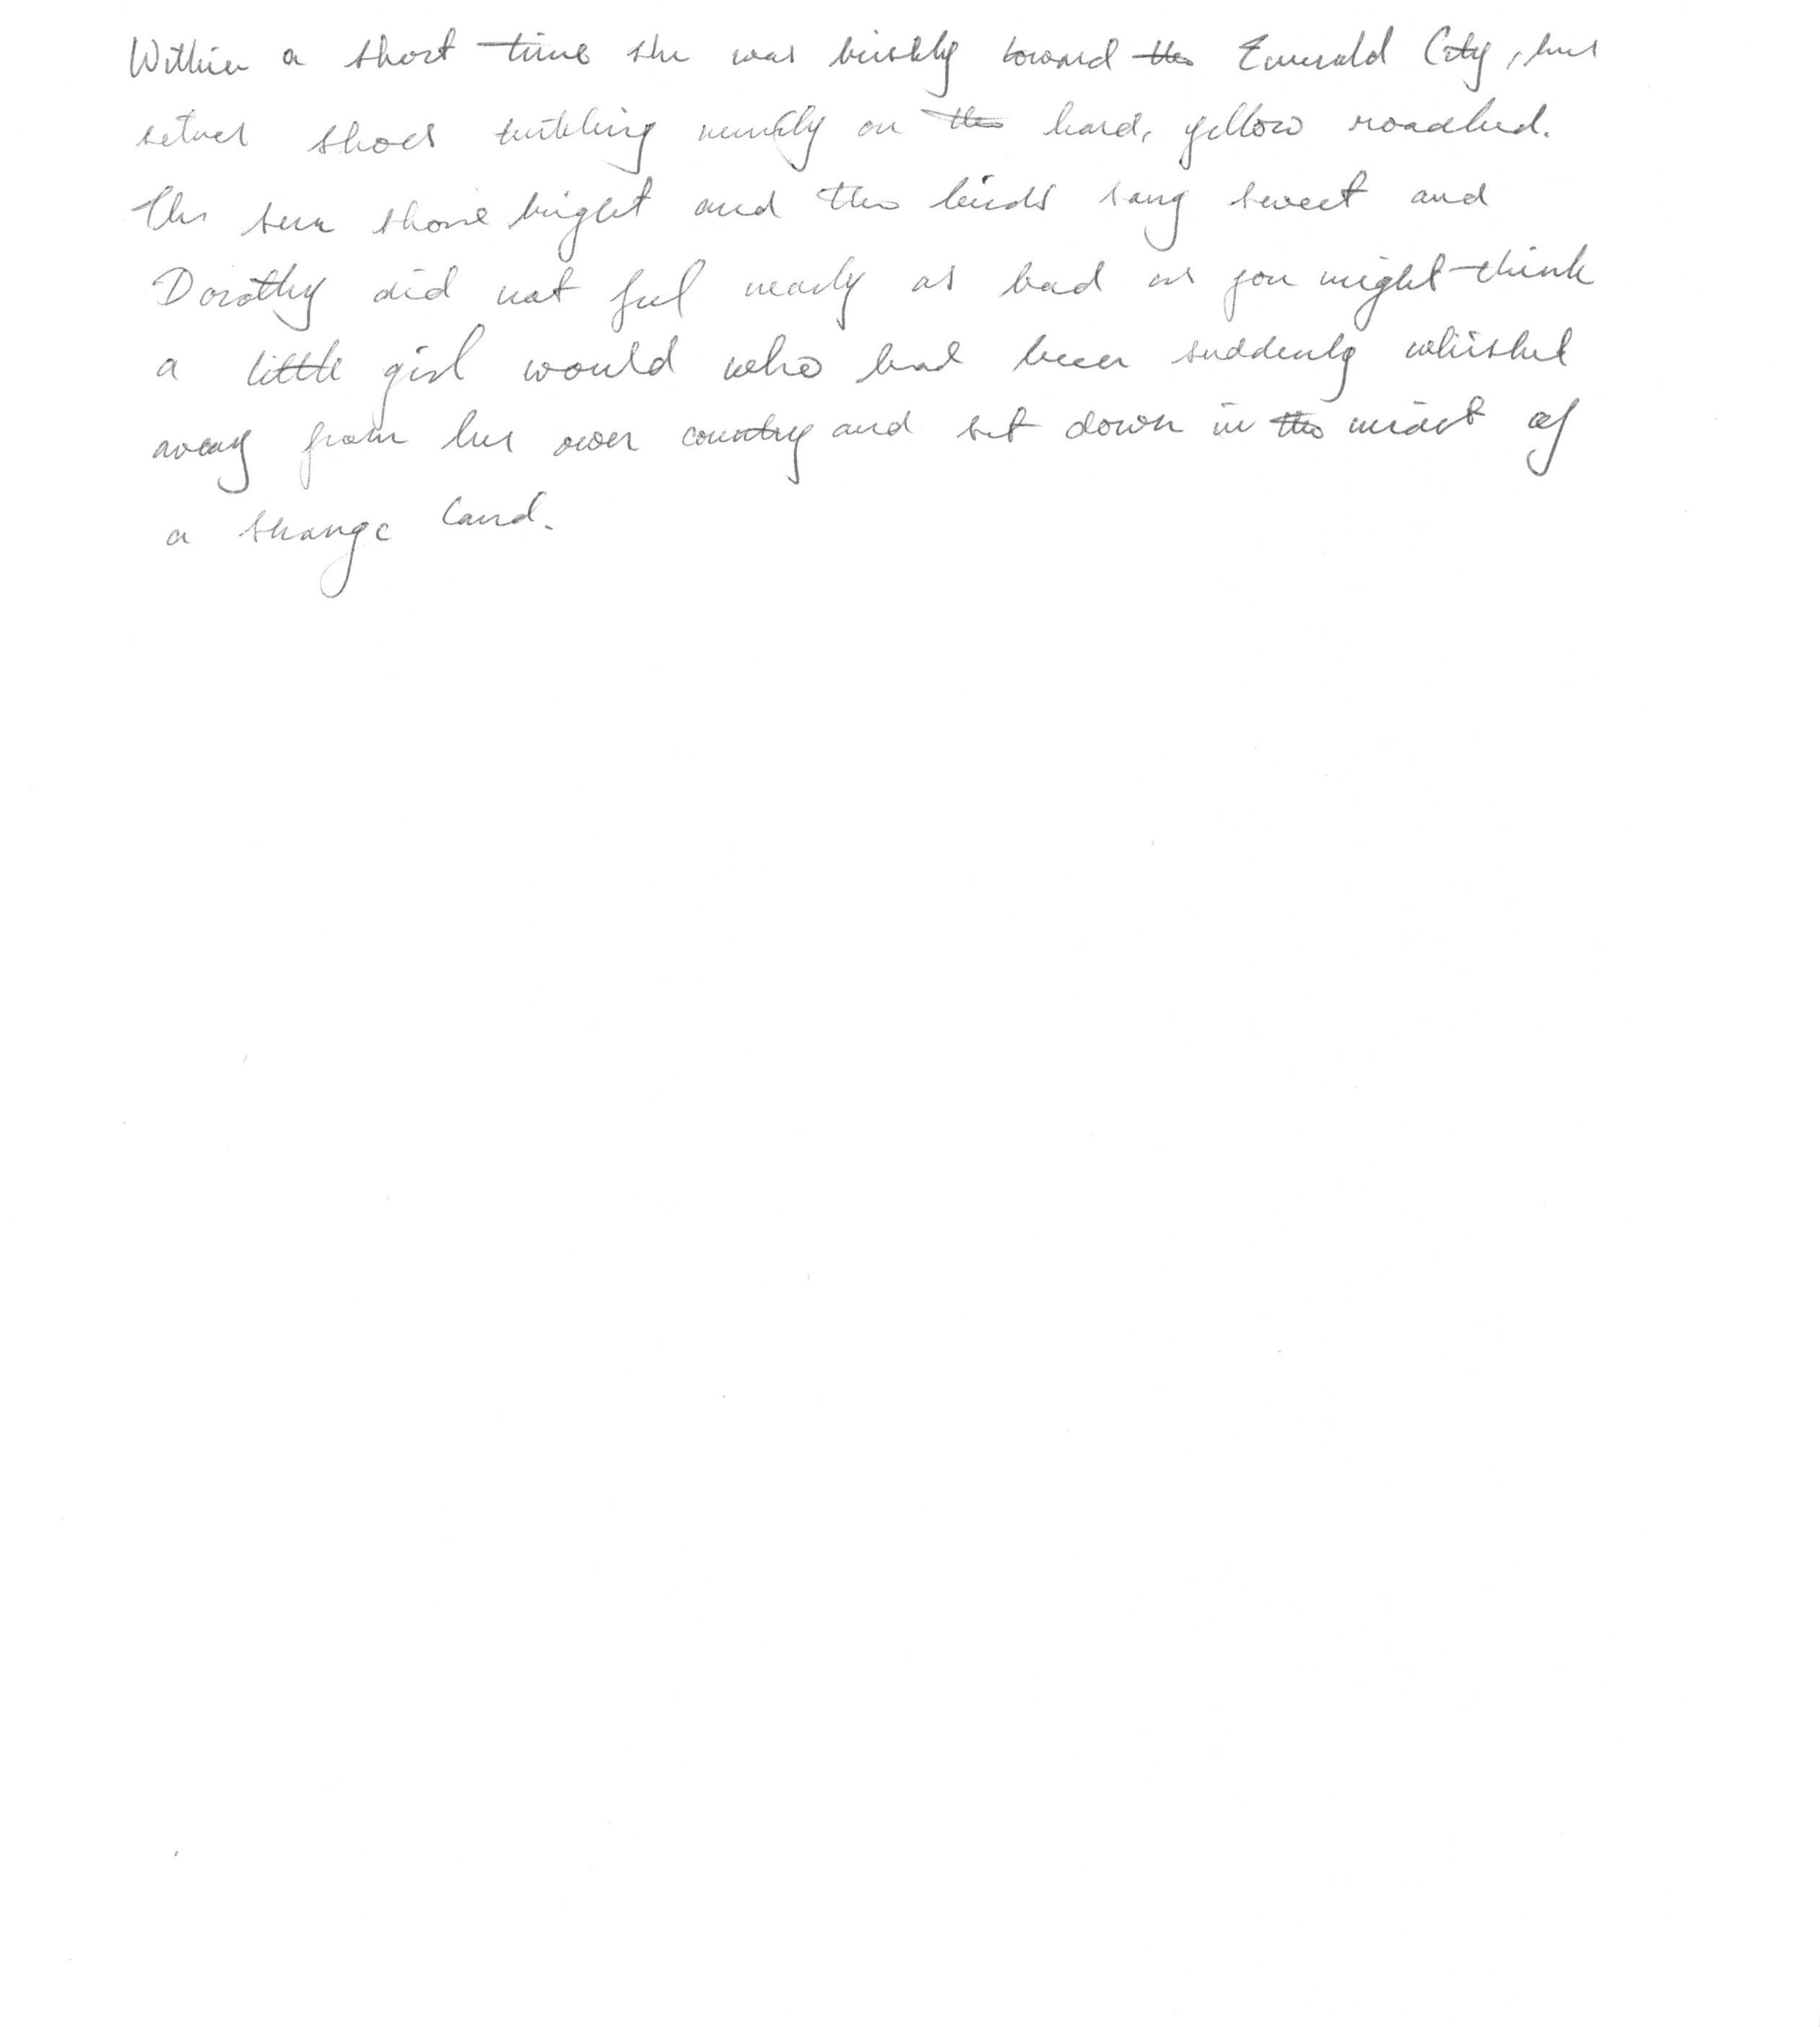 Within a short time she was briskly toward the Emerald City, her
silver shoes tinkling merrily on the hard, yellow roadbed.
The sun shone bright and the birds sang sweet and
Dorothy did not feel nearly as bad as you might think
a little girl would who had been suddenly whisked
away from her own country and set down in the midst of
a strange land.